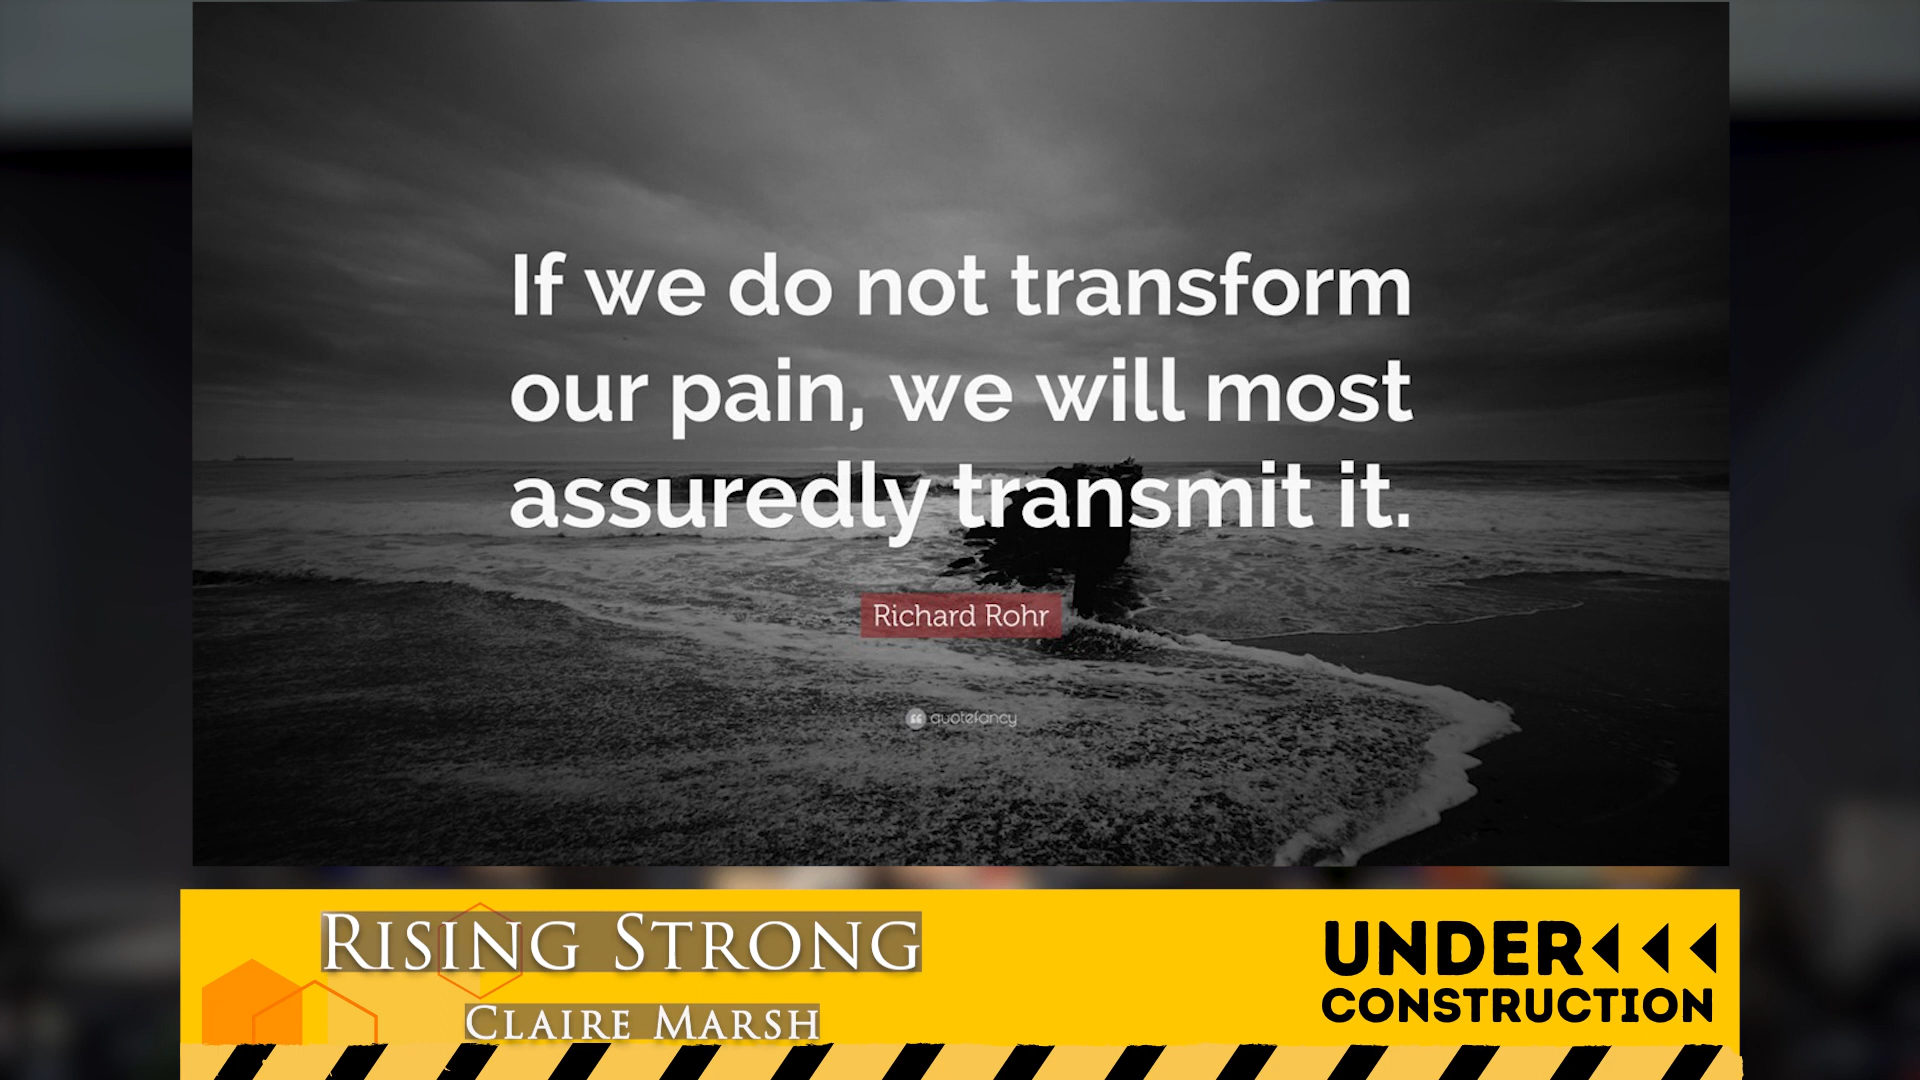 If we do not transform
our pain, we will most
assuredly transmit it.
Richard Rohr
quotefancy
Rising Strong
Claire Marsh
UNDER
CONSTRUCTION